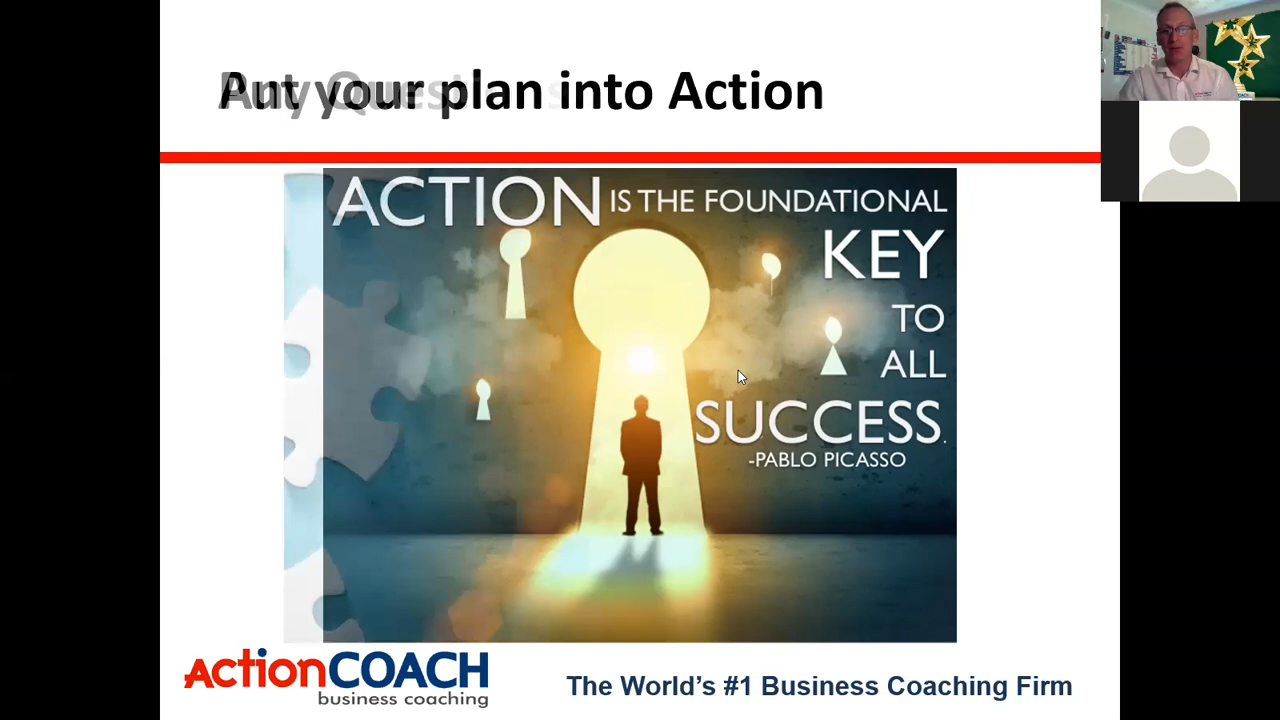 Put your plan into Action
ACTION IS THE FOUNDATIONAL
KEY
TO
ALL
SUCCESS.
-PABLO PICASSO
ActionCOACH
business coaching
The World's #1 Business Coaching Firm